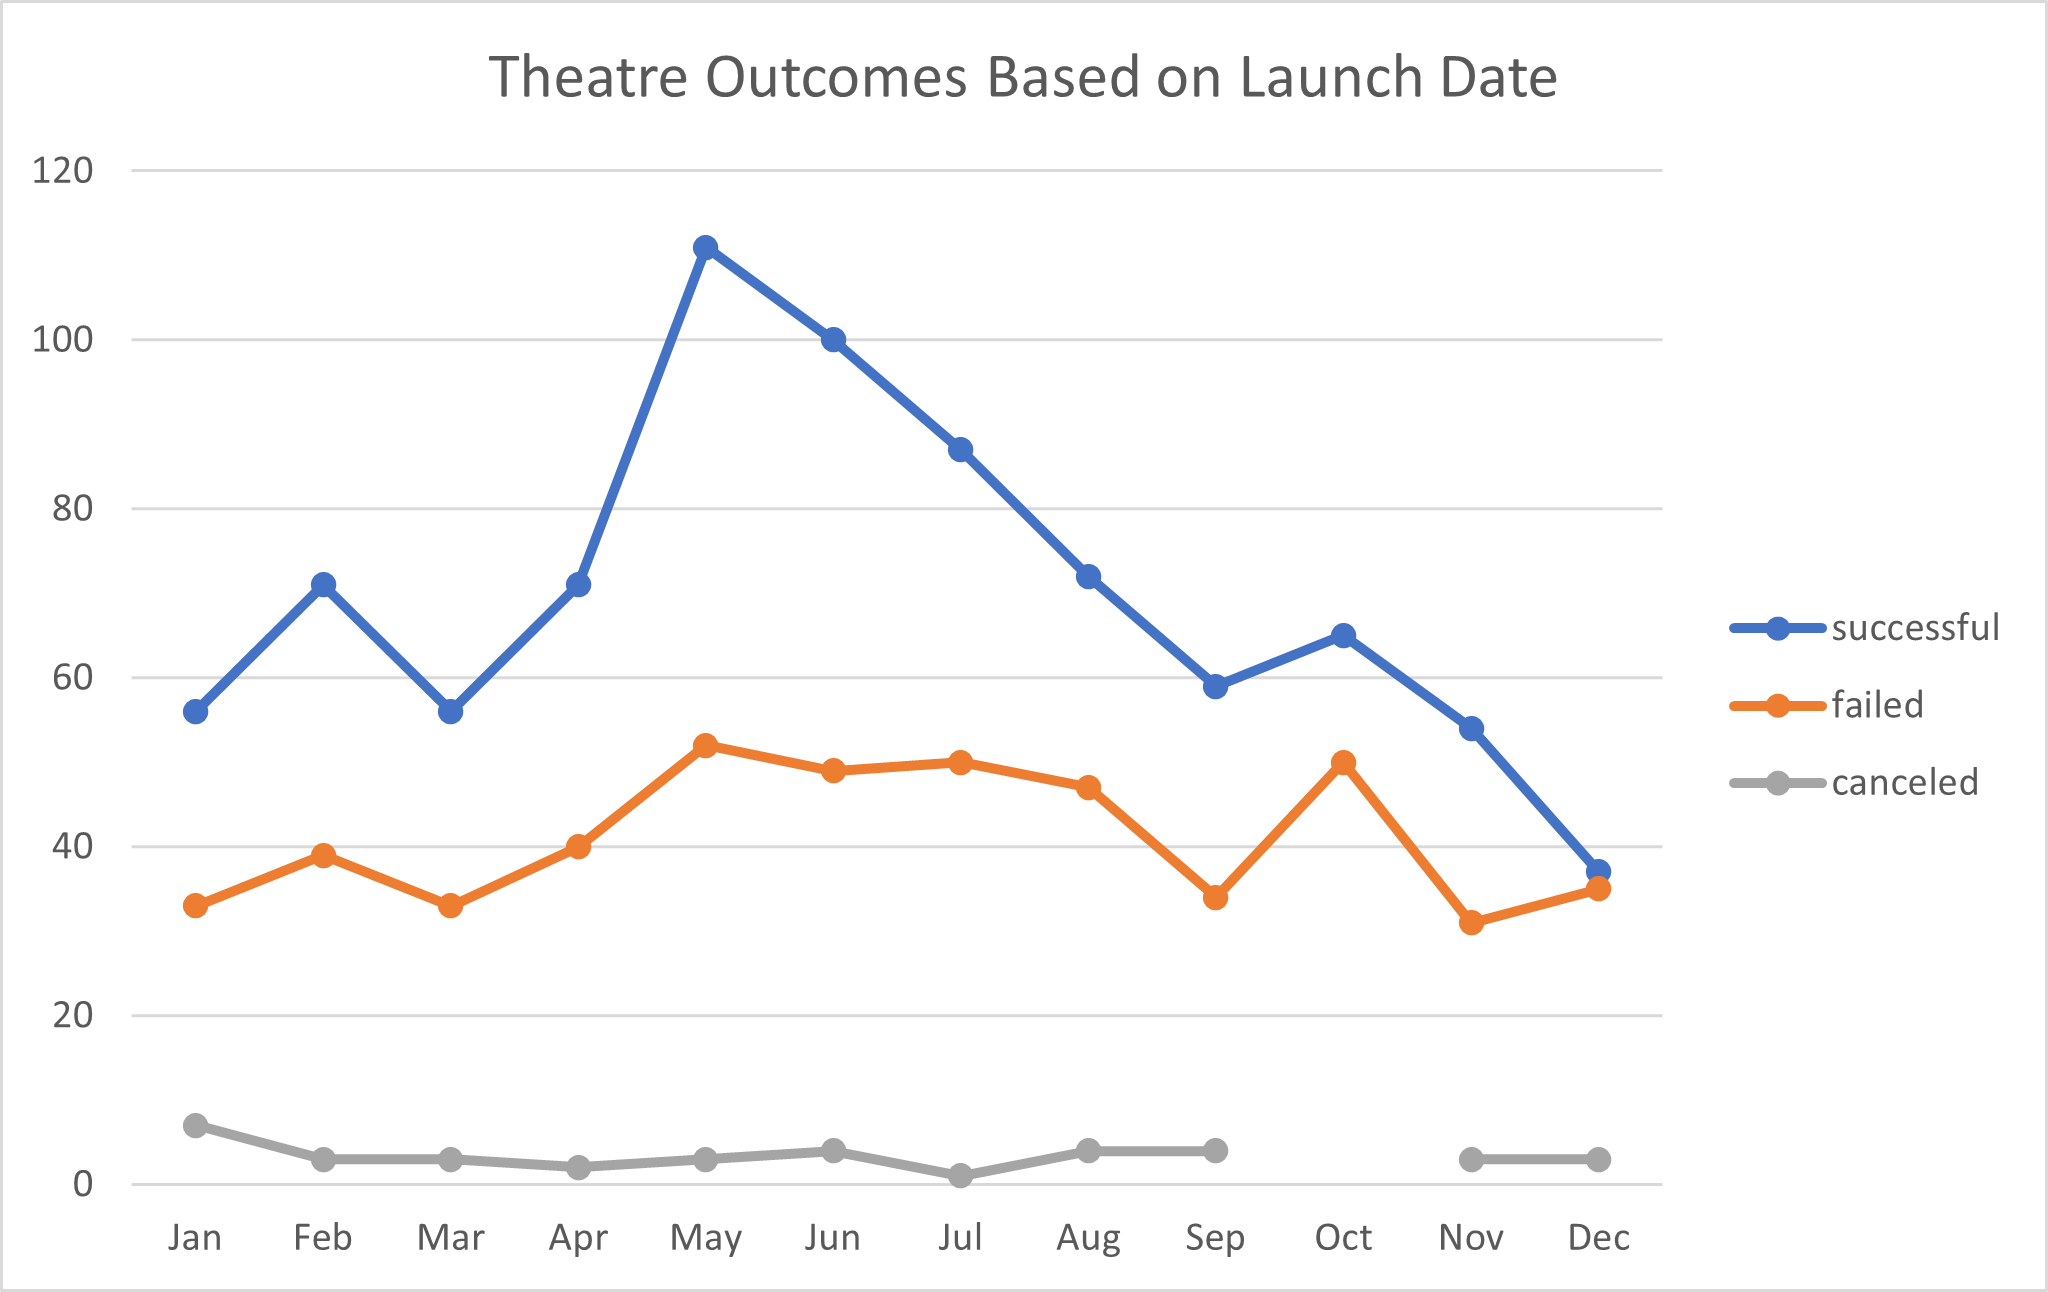 Theatre Outcomes Based on Launch Date
120
100
80
60
40
20
0
Jan Feb Mar Apr May Jun Jul Aug Sep Oct Nov Dec
successful
failed
canceled